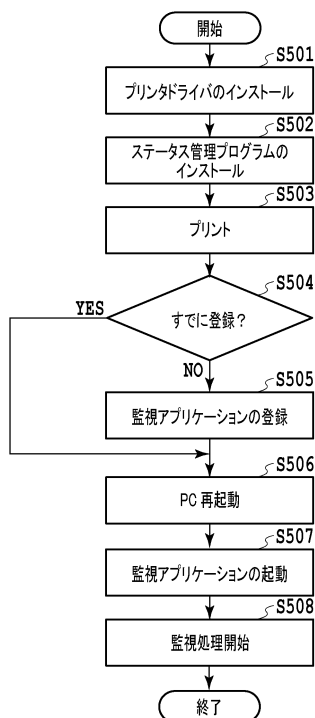 開始
S501
プリンタドライバのインストール
S502
ステータス管理プログラムの
インストール
S503
プリント
S504
すでに登録？
YES
NO
S505
監視アプリケーションの登録
S506
PC 再起動
S507
監視アプリケーションの起動
S508
監視処理開始
終了